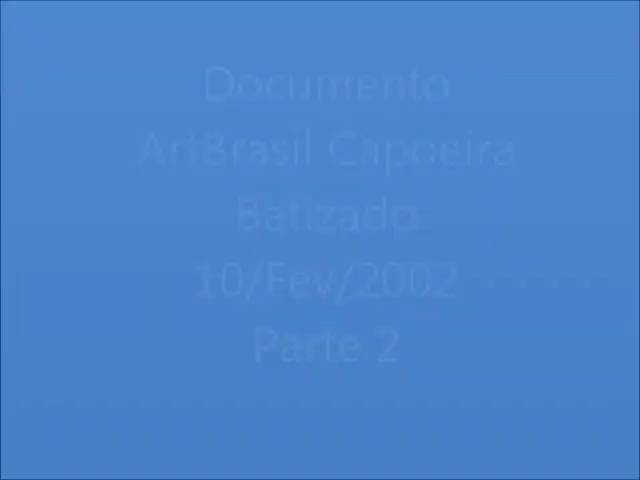 Documento
ArtBrasil Capoeira
Batizado
10/Fev/2002
Parte 2